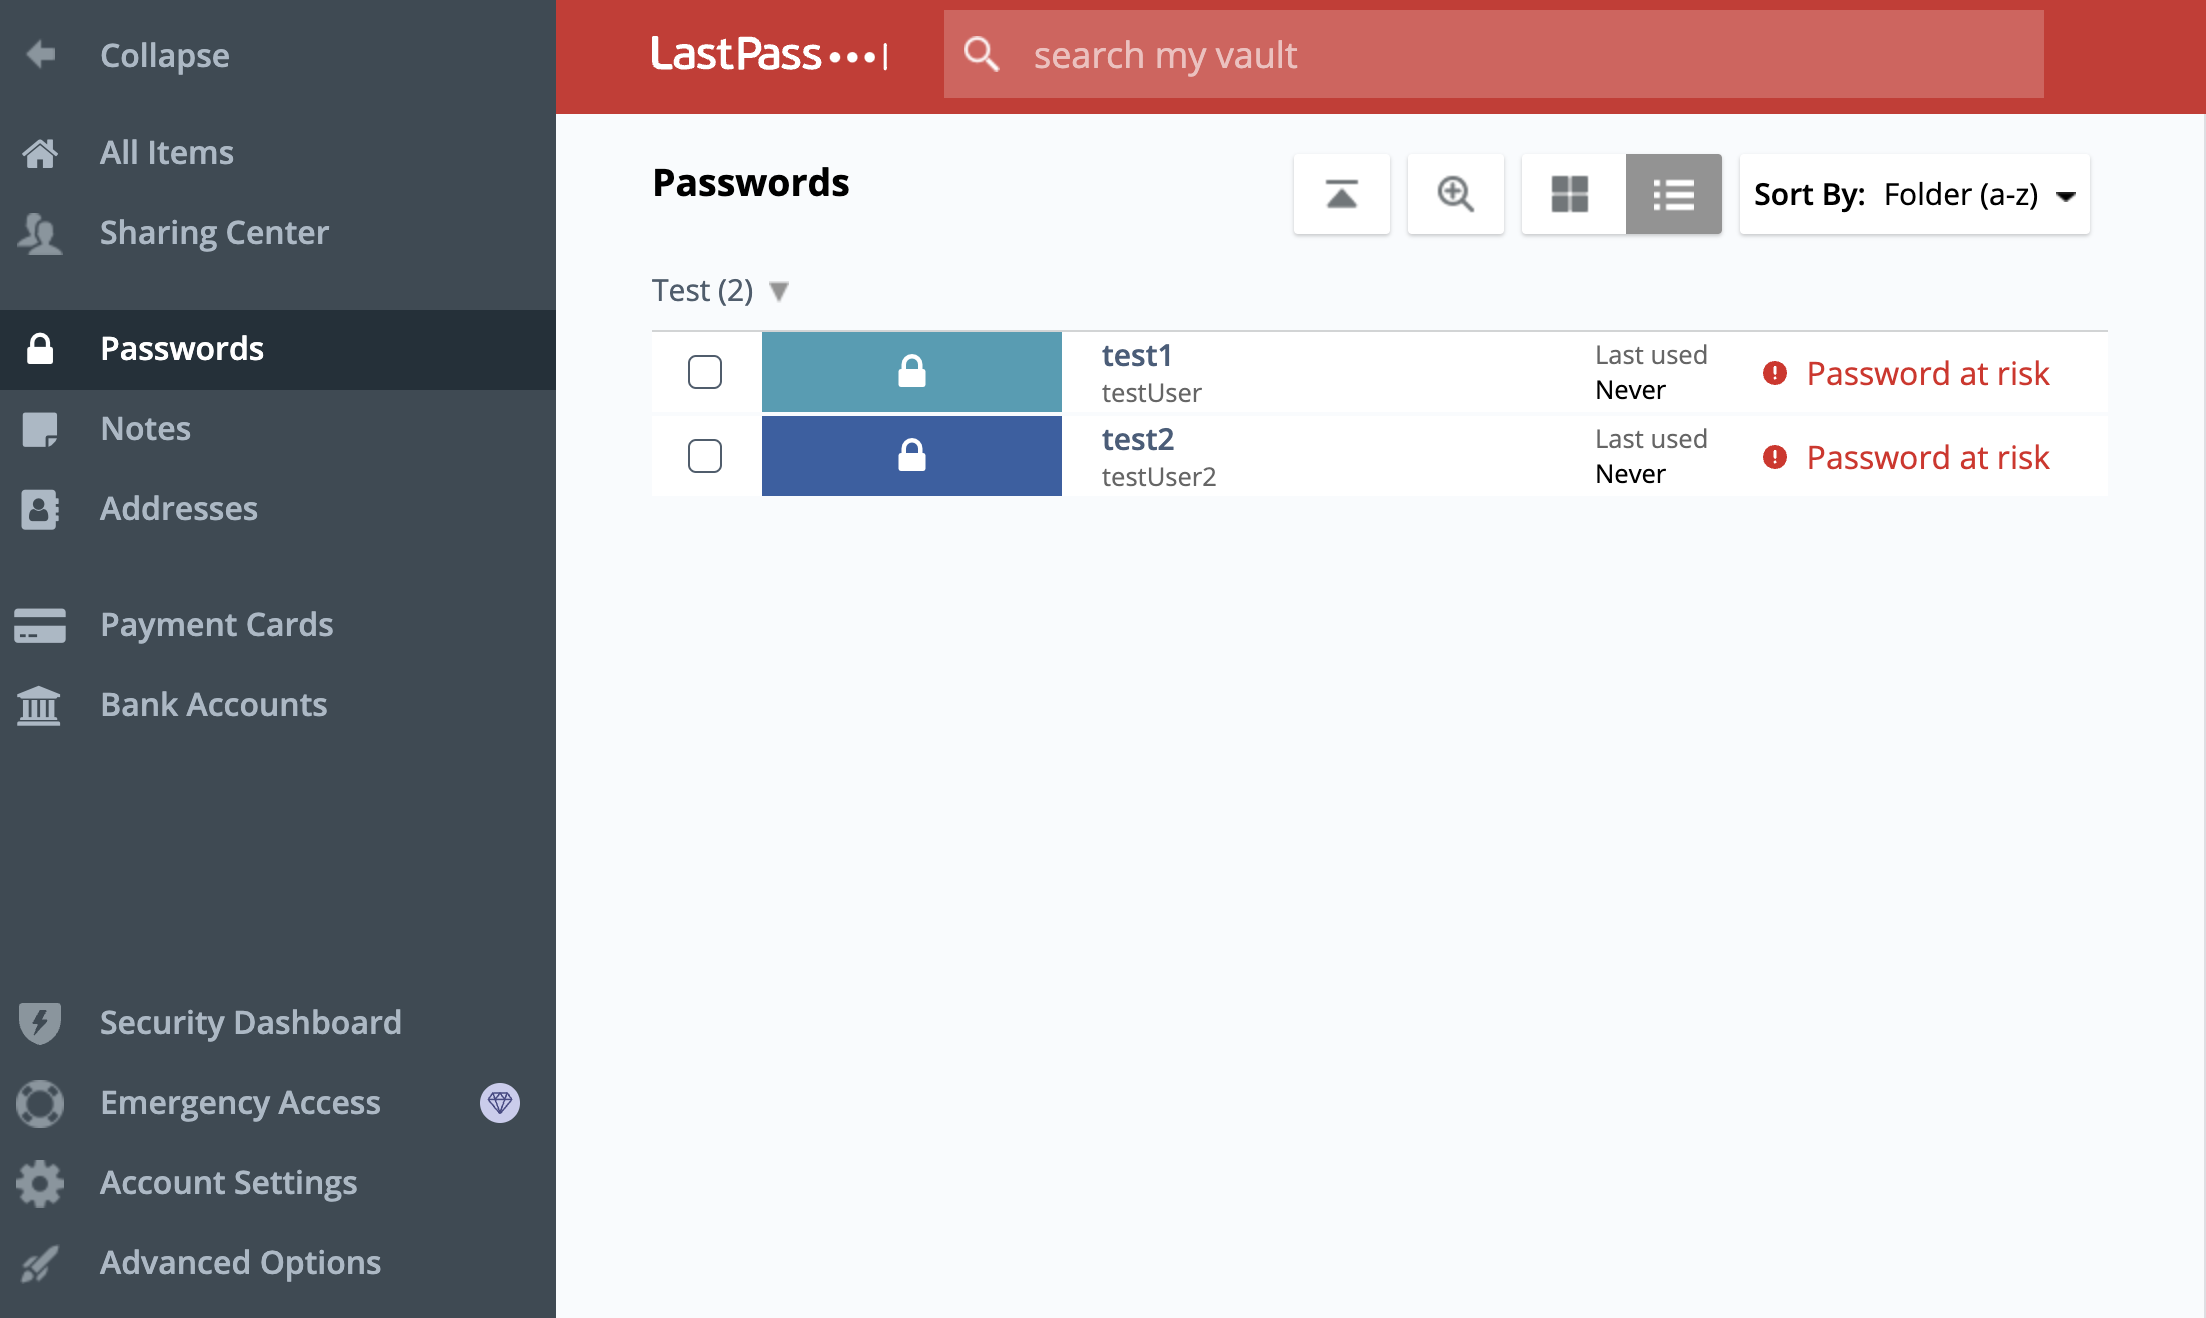 Collapse
All Items
Sharing Center
Passwords
Notes
Addresses
Payment Cards
Bank Accounts
Security Dashboard
Emergency Access
Account Settings
Advanced Options
LastPass •••|
search my vault
Passwords
Sort By: Folder (a-z)
Test (2)
test1
testUser
Last used
Never
Password at risk
test2
testUser2
Last used
Never
Password at risk